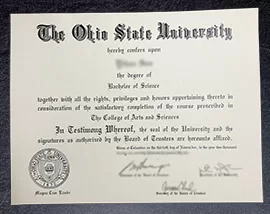 The Ohio State University
hereby confers upon
the degree of
Bachelor of Science
together with all the rights, privileges and honors appertaining thereto in
consideration of the satisfactory completion of the course prescribed in
The College of Arts and Sciences
In Testimony Whereof, the seal of the University and the
signatures as authorized by the Board of Trustees are hereunto affixed.
Magna Cum Laude